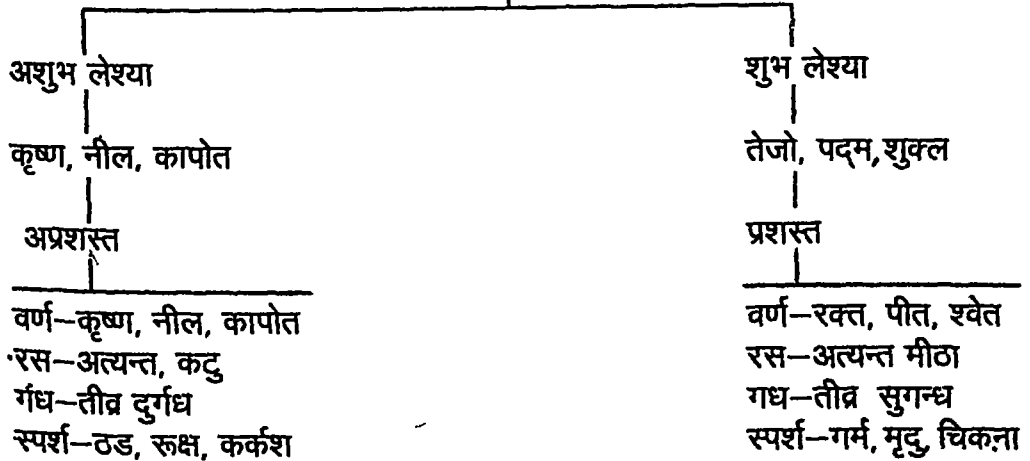 अशुभ लेश्या
कृष्ण, नील, कापोत
अप्रशस्त
वर्ण–कृष्ण, नील, कापोत
रस–अत्यन्त, कटु
गंध–तीव्र दुर्गध
स्पर्श–ठड, रूक्ष, कर्कश
शुभ लेश्या
तेजो, पद्म, शुक्ल
प्रशस्त
वर्ण–रक्त, पीत, श्वेत
रस–अत्यन्त मीठा
गध–तीव्र सुगन्ध
स्पर्श–गर्म, मृदु, चिकना